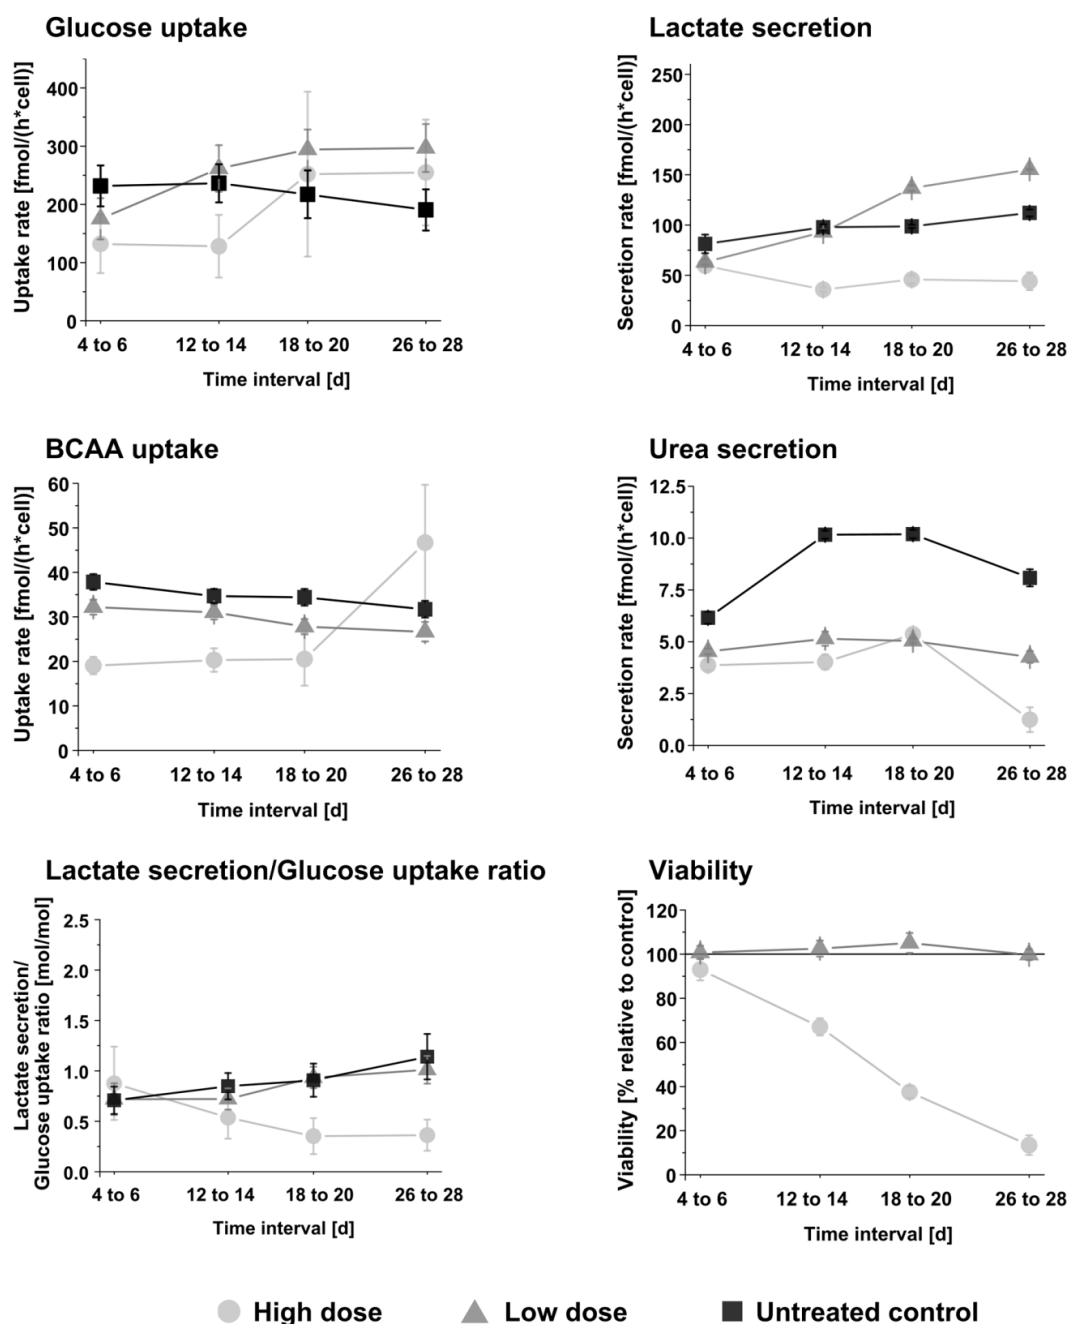 Glucose uptake
Uptake rate [fmol/(h*cell)]
400
300
200
100
0
4 to 6 12 to 14 18 to 20 26 to 28
Time interval [d]
Lactate secretion
Secretion rate [fmol/(h*cell)]
250
200
150
100
50
0
4 to 6 12 to 14 18 to 20 26 to 28
Time interval [d]
BCAA uptake
Uptake rate [fmol/(h*cell)]
60
50
40
30
20
10
0
4 to 6 12 to 14 18 to 20 26 to 28
Time interval [d]
Urea secretion
Secretion rate [fmol/(h*cell)]
12.5
10.0
7.5
5.0
2.5
0.0
4 to 6 12 to 14 18 to 20 26 to 28
Time interval [d]
Lactate secretion/Glucose uptake ratio
Lactate secretion/
Glucose uptake ratio [mol/mol]
2.5
2.0
1.5
1.0
0.5
0.0
4 to 6 12 to 14 18 to 20 26 to 28
Time interval [d]
Viability
Viability [% relative to control]
120
100
80
60
40
20
0
4 to 6 12 to 14 18 to 20 26 to 28
Time interval [d]
High dose Low dose Untreated control